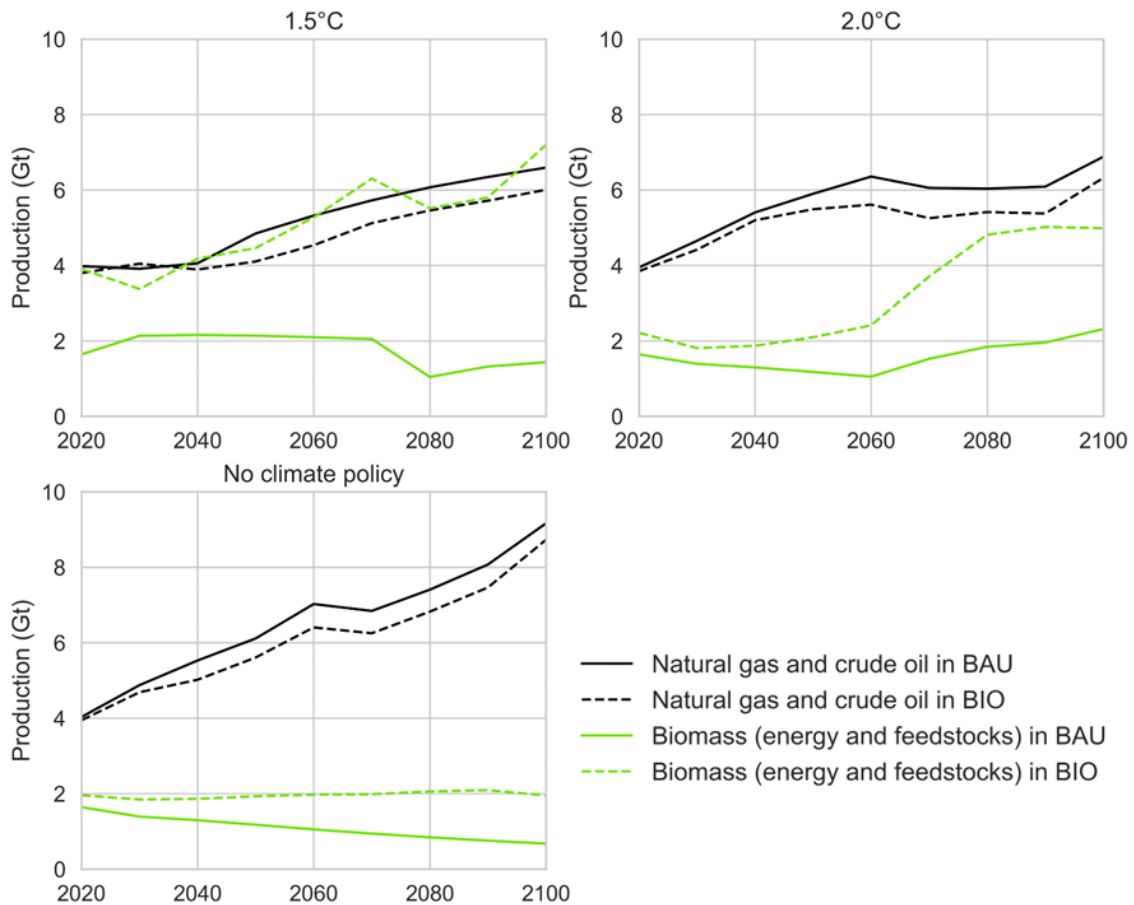 1.5°C
10
8
6
4
2
0
Production (Gt)
2020 2040 2060 2080 2100
2.0°C
10
8
6
4
2
0
Production (Gt)
2020 2040 2060 2080 2100
No climate policy
10
8
6
4
2
0
Production (Gt)
2020 2040 2060 2080 2100
Natural gas and crude oil in BAU
Natural gas and crude oil in BIO
Biomass (energy and feedstocks) in BAU
Biomass (energy and feedstocks) in BIO